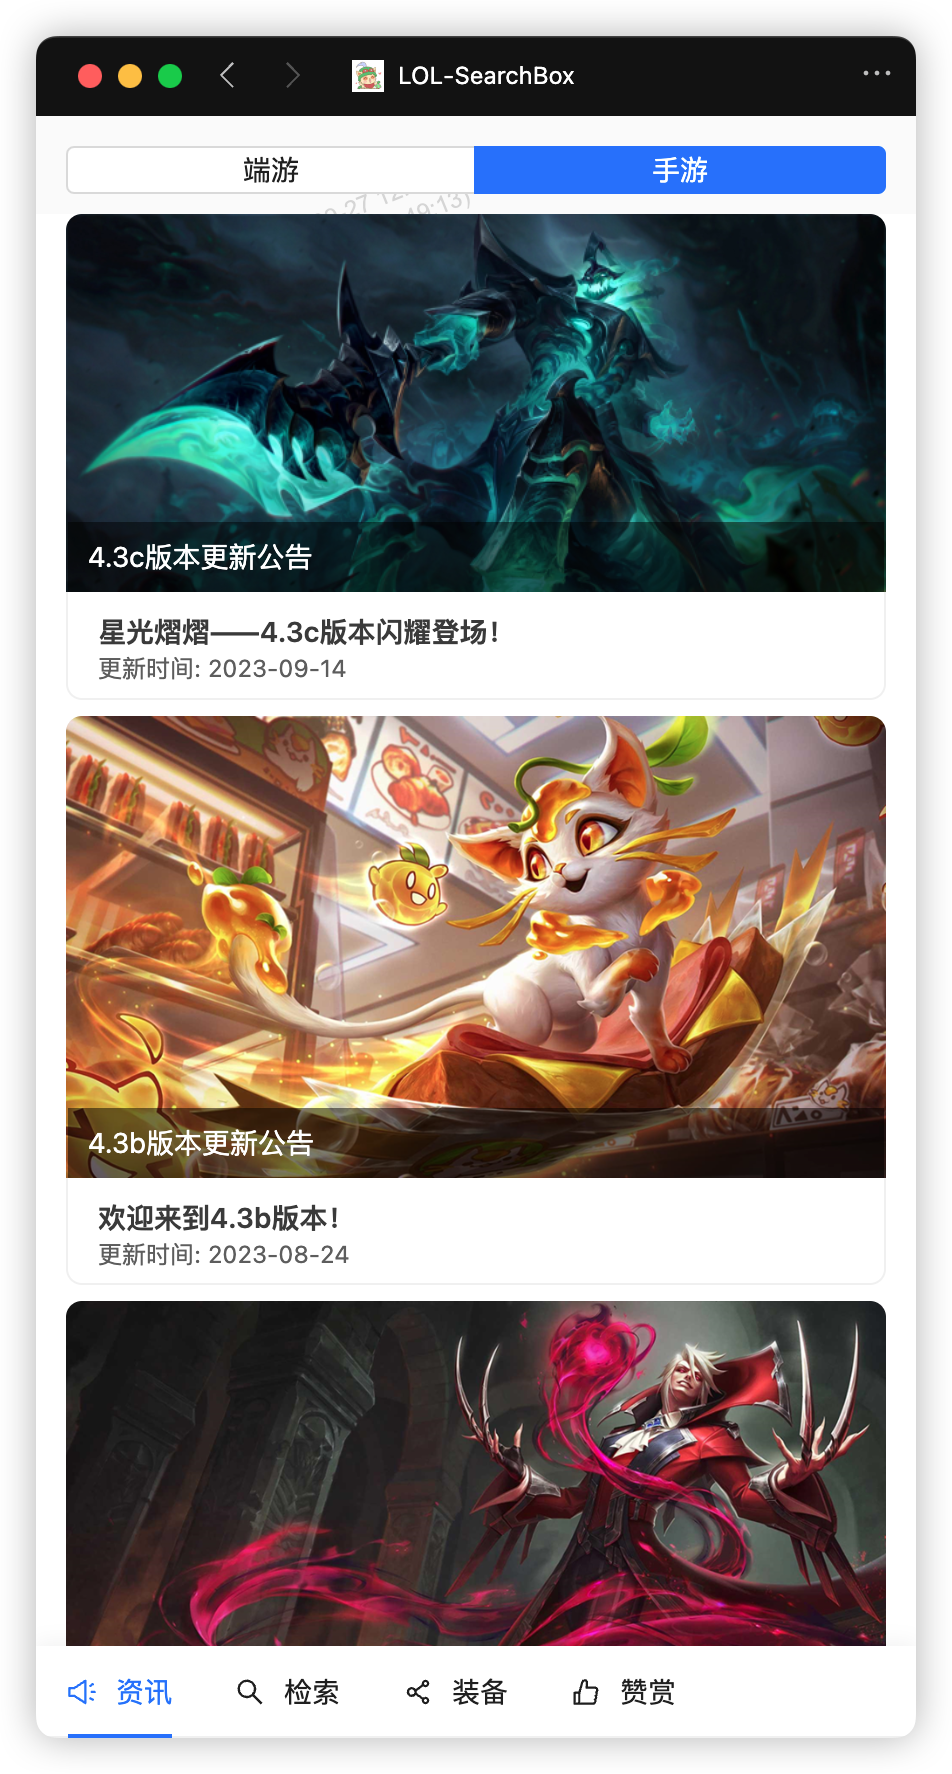 LOL-SearchBox
端游
手游
4.3c版本更新公告
星光熠熠——4.3c版本闪耀登场！
更新时间: 2023-09-14
4.3b版本更新公告
欢迎来到4.3b版本！
更新时间: 2023-08-24
资讯
检索
装备
赞赏